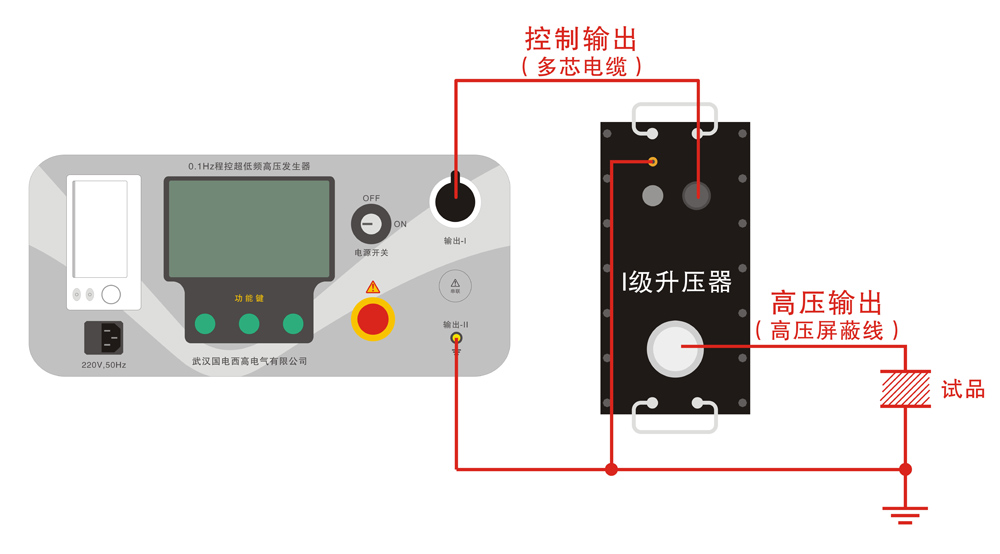 控制输出
（多芯电缆）
0.1Hz程控超低频高压发生器
OFF
ON
电源开关
输出-I
功能键
输出-II
220V,50Hz
武汉国电西高电气有限公司
I级升压器
高压输出
（高压屏蔽线）
试品